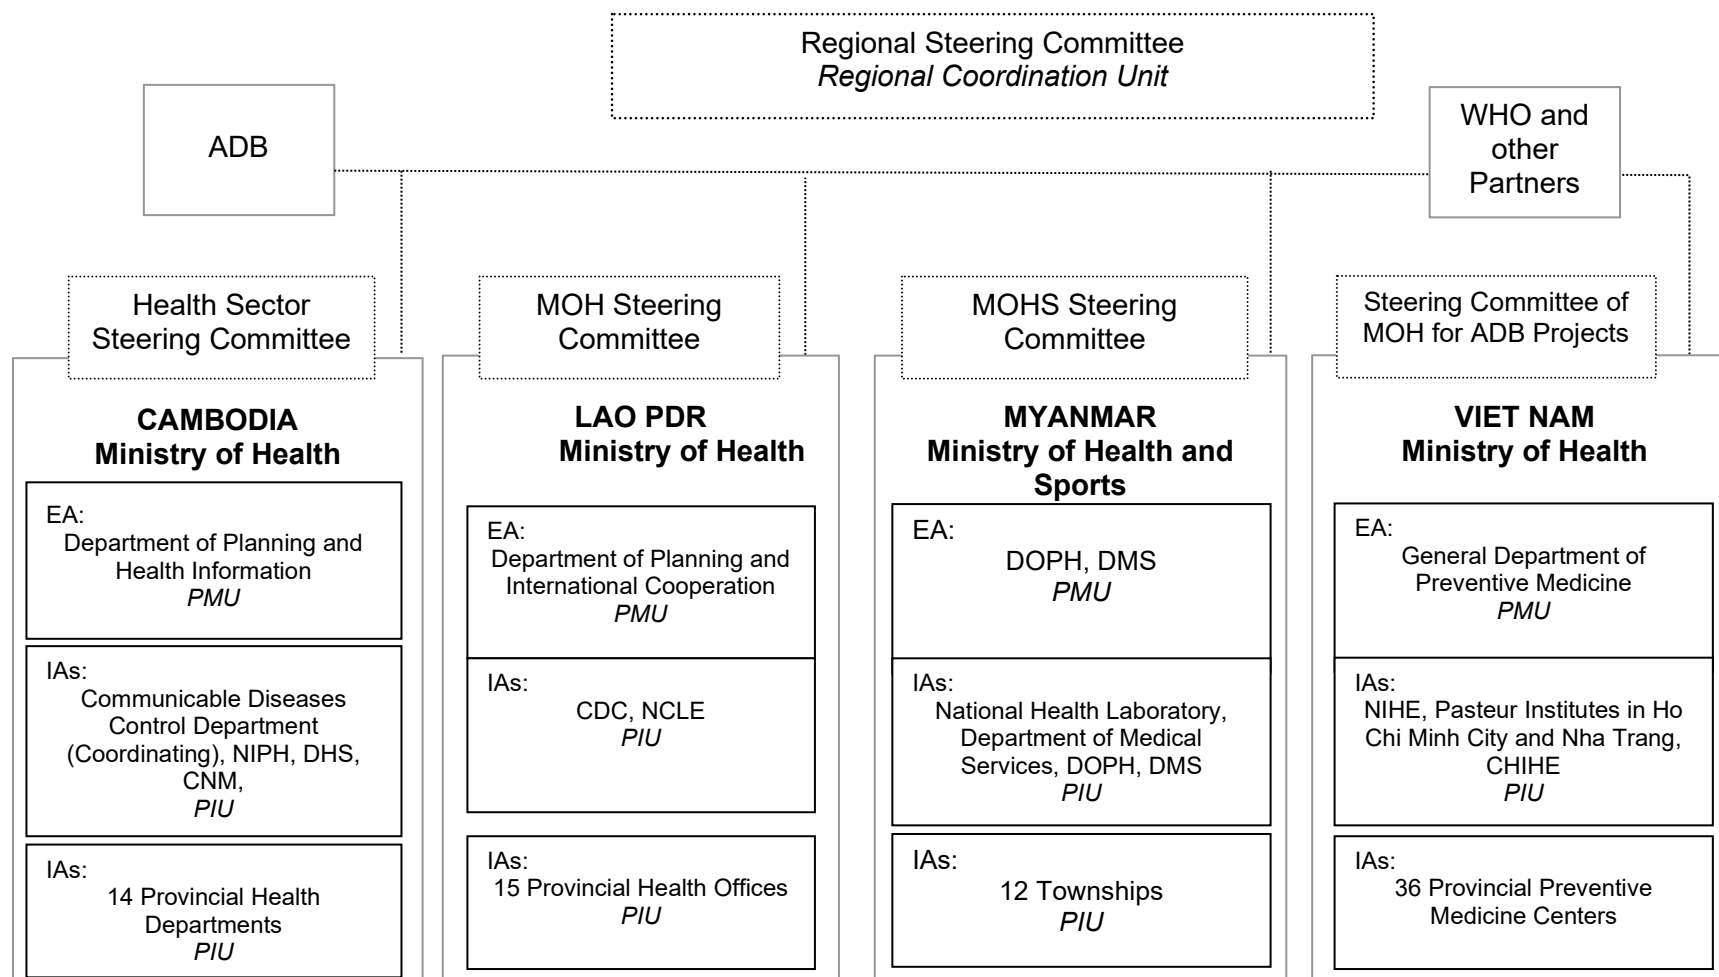 Regional Steering Committee
Regional Coordination Unit
ADB
WHO and
other
Partners
Health Sector
Steering Committee
CAMBODIA
Ministry of Health
EA:
Department of Planning and
Health Information
PMU
IAs:
Communicable Diseases
Control Department
(Coordinating), NIPH, DHS,
CNM,
PIU
IAs:
14 Provincial Health
Departments
PIU
MOH Steering
Committee
LAO PDR
Ministry of Health
EA:
Department of Planning and
International Cooperation
PMU
IAs:
CDC, NCLE
PIU
IAs:
15 Provincial Health Offices
PIU
MOHS Steering
Committee
MYANMAR
Ministry of Health and
Sports
EA:
DOPH, DMS
PMU
IAs:
National Health Laboratory,
Department of Medical
Services, DOPH, DMS
PIU
IAs:
12 Townships
PIU
Steering Committee of
MOH for ADB Projects
VIET NAM
Ministry of Health
EA:
General Department of
Preventive Medicine
PMU
IAs:
NIHE, Pasteur Institutes in Ho
Chi Minh City and Nha Trang,
CHIHE
PIU
IAs:
36 Provincial Preventive
Medicine Centers